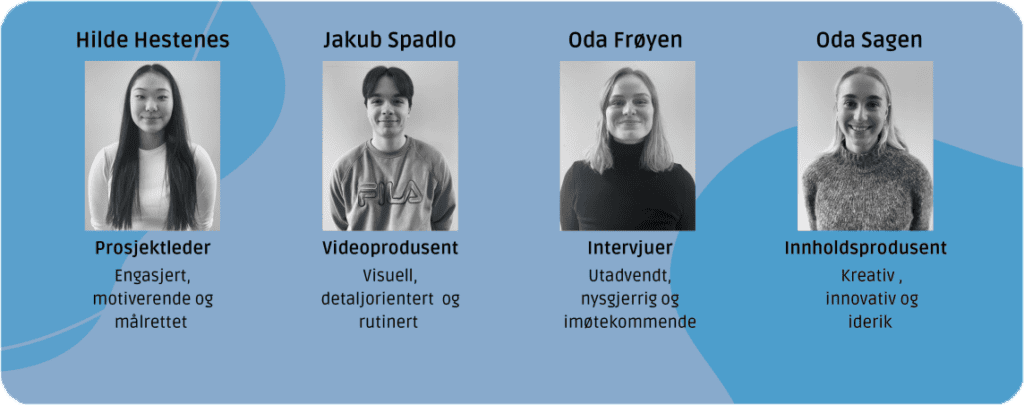 Hilde Hestenes
Jakub Spadlo
Oda Frøyen
Oda Sagen
FILA
Prosjektleder
Engasjert,
motiverende og
målrettet
Videoprodusent
Visuell,
detaljorientert og
rutinert
Intervjuer
Utadvendt,
nysgjerrig og
imøtekommende
Innholdsprodusent
Kreativ ,
innovativ og
iderik